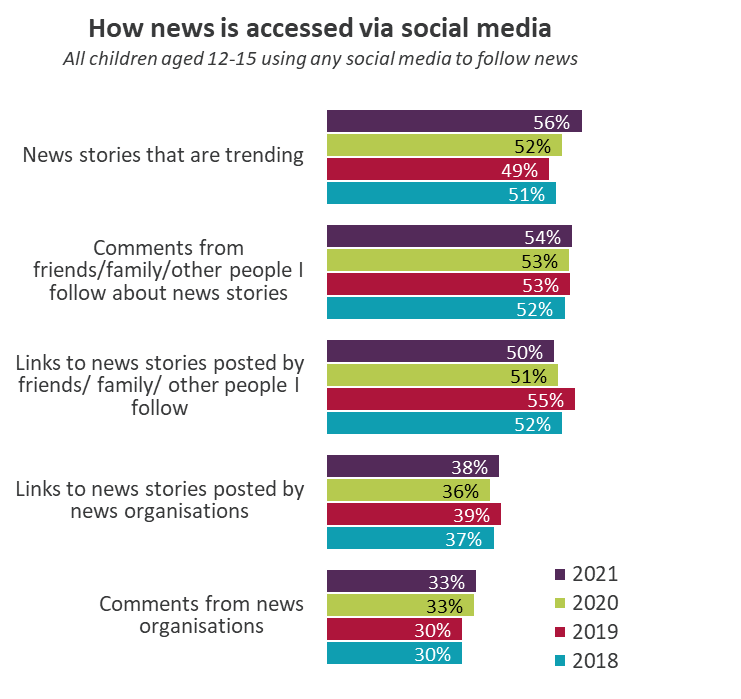 How news is accessed via social media
All children aged 12-15 using any social media to follow news
News stories that are trending
56%
52%
49%
51%
Comments from
friends/family/other people I
follow about news stories
54%
53%
53%
52%
Links to news stories posted by
friends/ family/ other people I
follow
50%
51%
55%
52%
Links to news stories posted by
news organisations
38%
36%
39%
37%
Comments from news
organisations
33%
33%
30%
30%
2021
2020
2019
2018